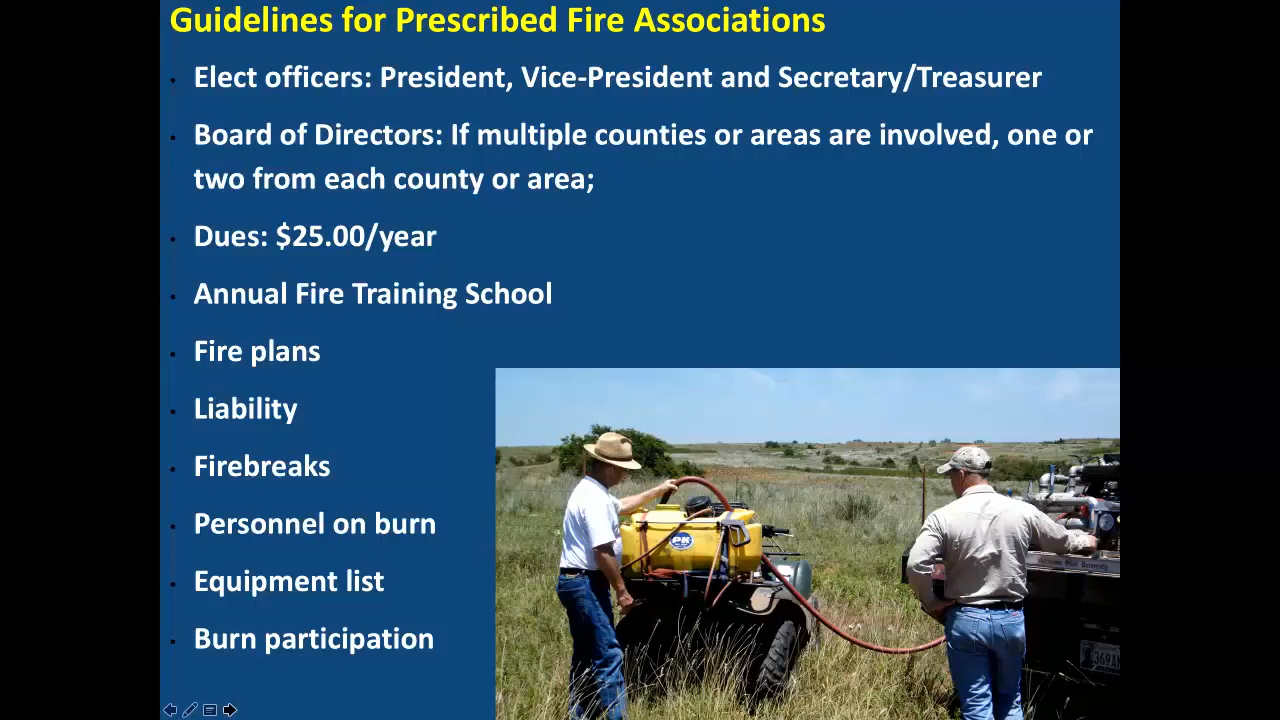 Guidelines for Prescribed Fire Associations
Elect officers: President, Vice-President and Secretary/Treasurer
Board of Directors: If multiple counties or areas are involved, one or
two from each county or area;
Dues: $25.00/year
Annual Fire Training School
Fire plans
Liability
Firebreaks
Personnel on burn
Equipment list
Burn participation
PK